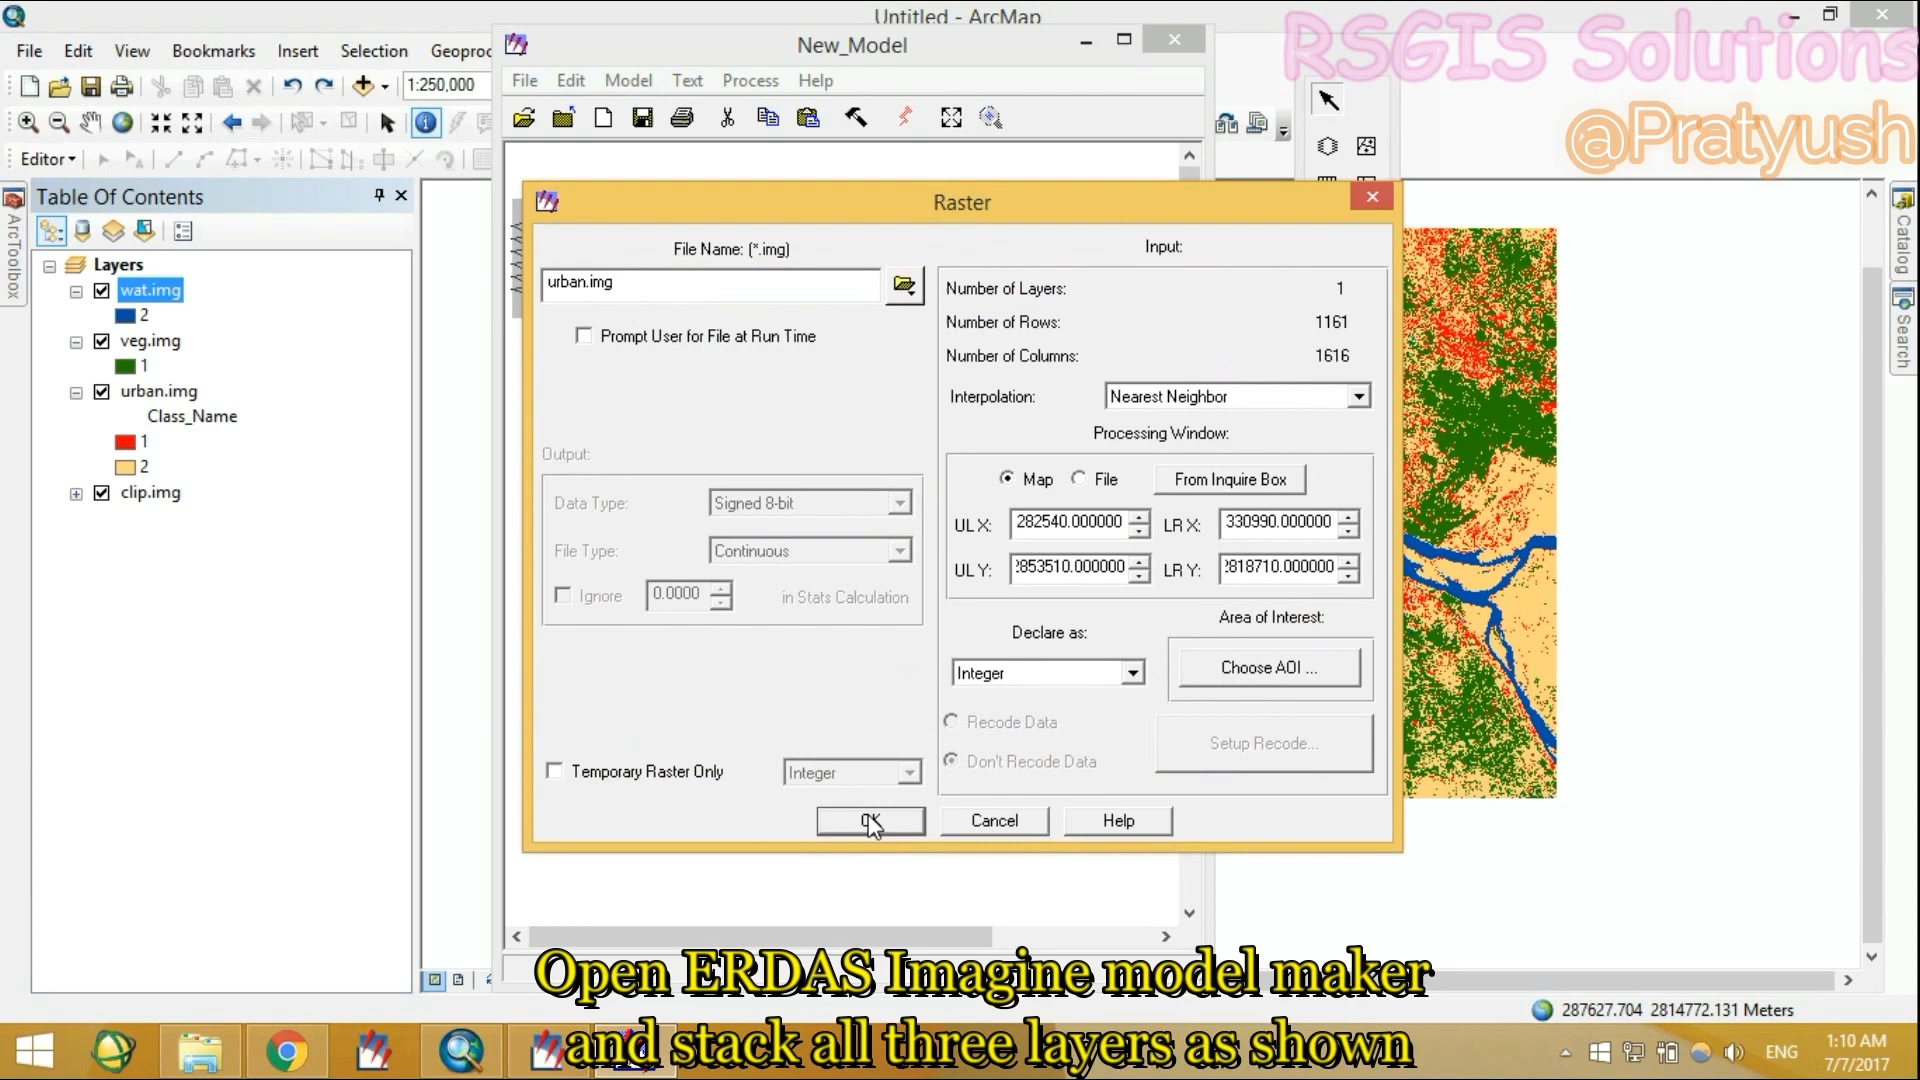 Untitled - ArcMap
RSGIS Solutions
@Pratyush
File Edit View Bookmarks Insert Selection Geoproc
1:250,000
Editor
Table Of Contents
ArcToolbox
Layers
wat.img
2
veg.img
1
urban.img
Class_Name
1
2
clip.img
New_Model
File Edit Model Text Process Help
Raster
File Name: (*.img)
urban.img
Prompt User for File at Run Time
Output:
Data Type: Signed 8-bit
File Type: Continuous
Ignore 0.0000 in Stats Calculation
Temporary Raster Only Integer
Input:
Number of Layers: 1
Number of Rows: 1161
Number of Columns: 1616
Interpolation: Nearest Neighbor
Processing Window:
Map File From Inquire Box
UL X: 282540.000000 LR X: 330990.000000
UL Y: 2853510.000000 LR Y: 2818710.000000
Declare as: Area of Interest:
Integer Choose AOI ...
Recode Data
Setup Recode...
Don't Recode Data
OK Cancel Help
Catalog
Search
287627.704 2814772.131 Meters
Open ERDAS Imagine model maker
and stack all three layers as shown
ENG
1:10 AM
7/7/2017